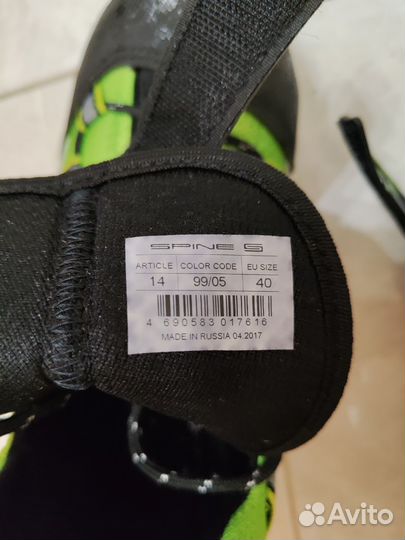 SPINE
ARTICLE COLOR CODE EU SIZE
14 99/05 40
4 690583 017616
MADE IN RUSSIA 04.2017
Avito